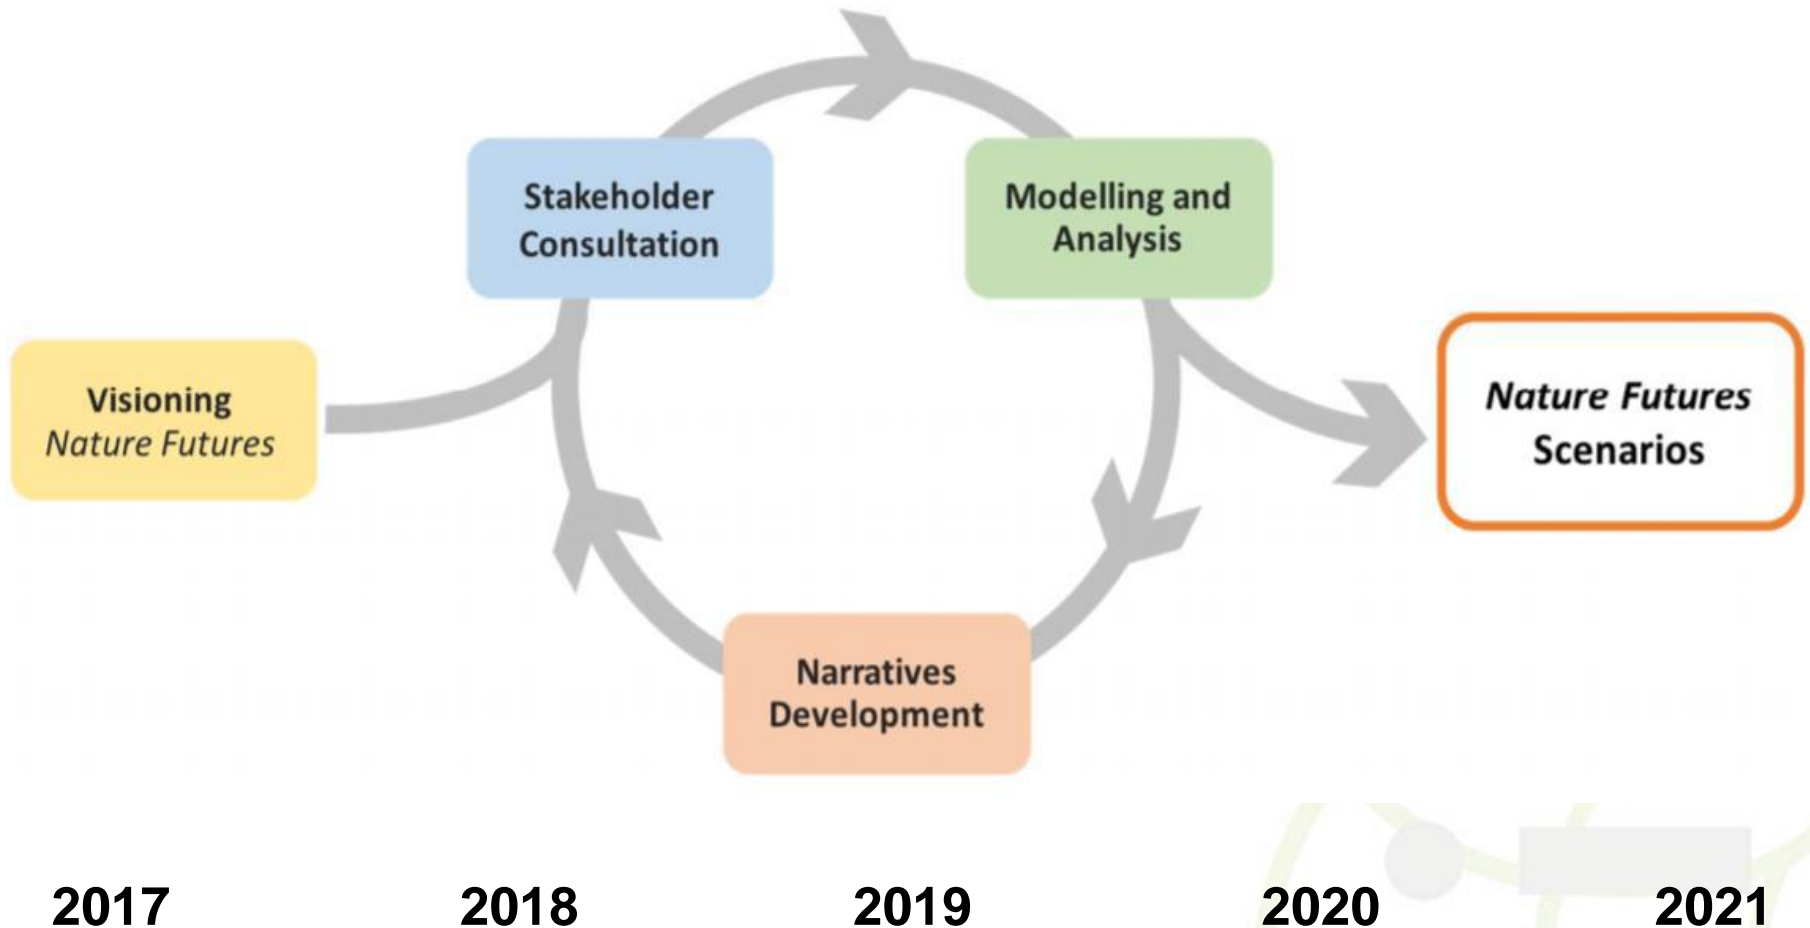 Stakeholder
Consultation
Modelling and
Analysis
Visioning
Nature Futures
Nature Futures
Scenarios
Narratives
Development
2017 2018 2019 2020 2021